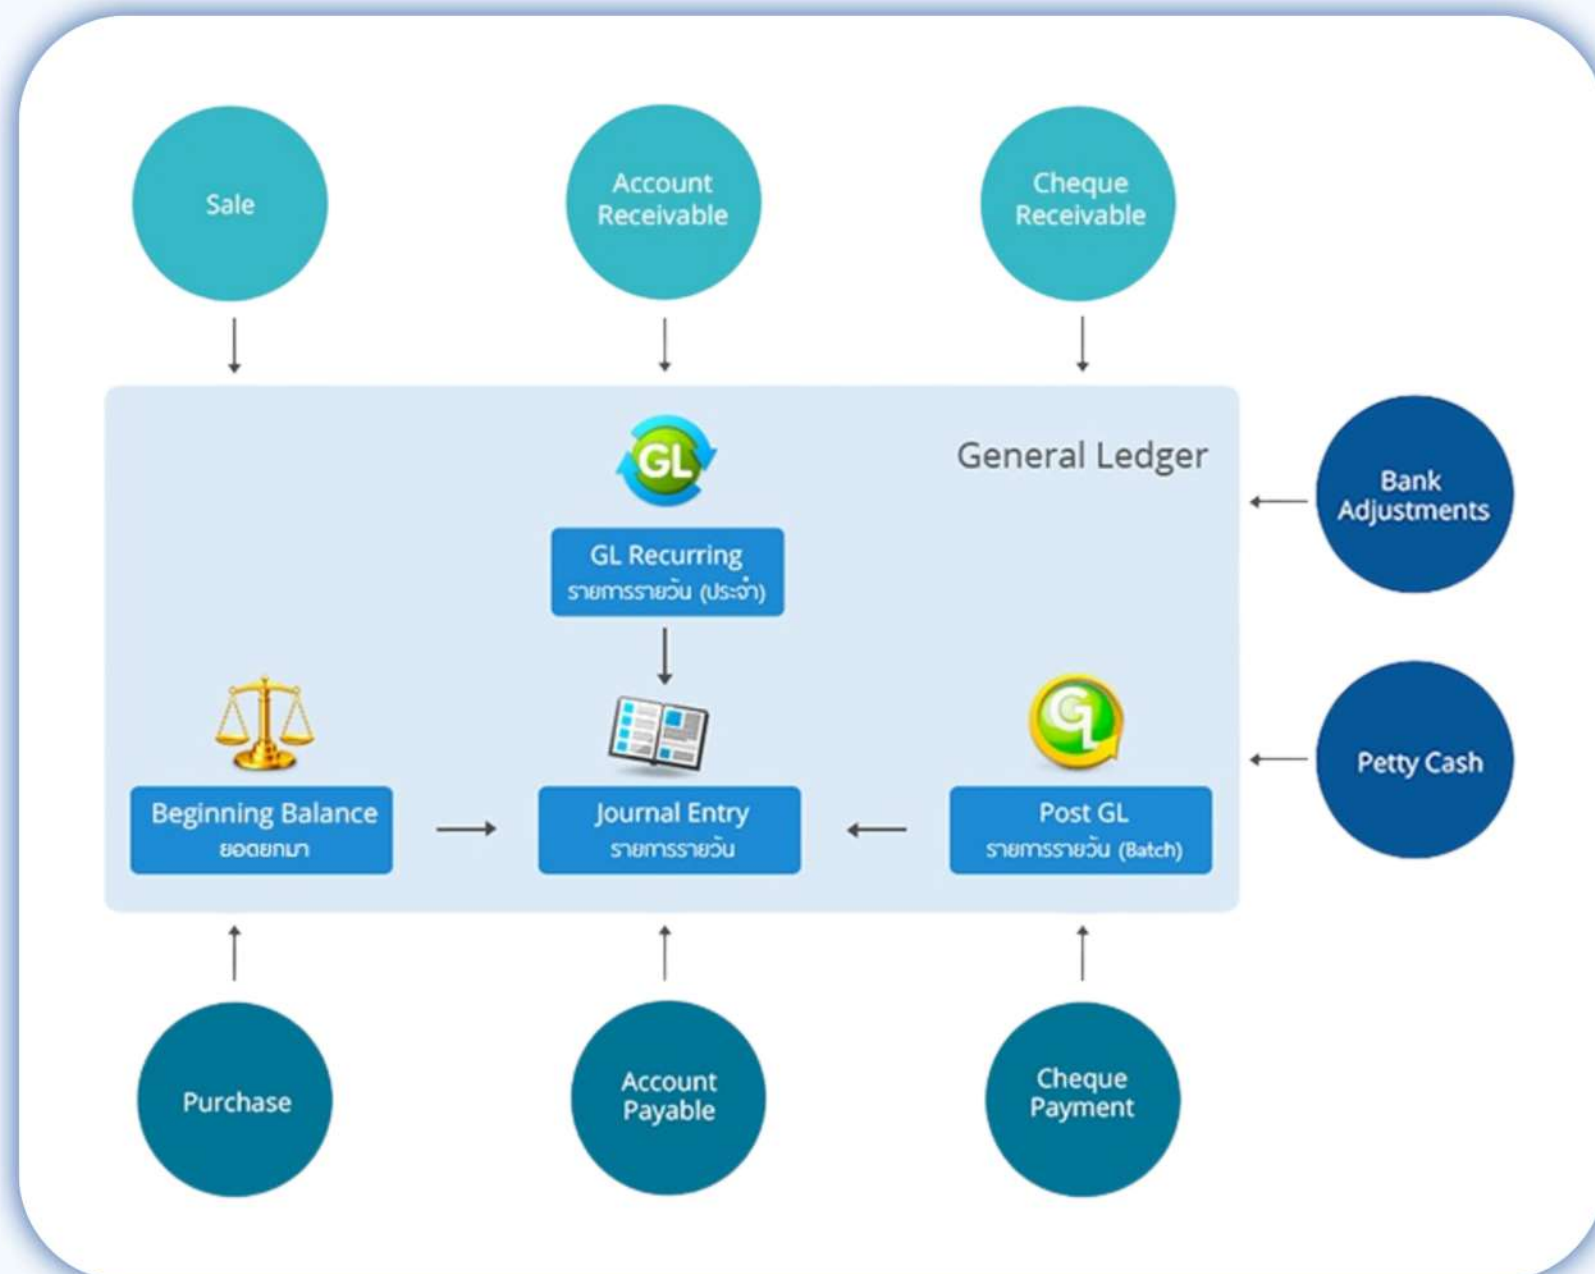 Sale
Account
Receivable
Cheque
Receivable
GL
General Ledger
Bank
Adjustments
GL Recurring
รายการรายวัน (ประจำ)
GL
Petty Cash
Beginning Balance
ยอดยกมา
Journal Entry
รายการรายวัน
Post GL
รายการรายวัน (Batch)
Purchase
Account
Payable
Cheque
Payment